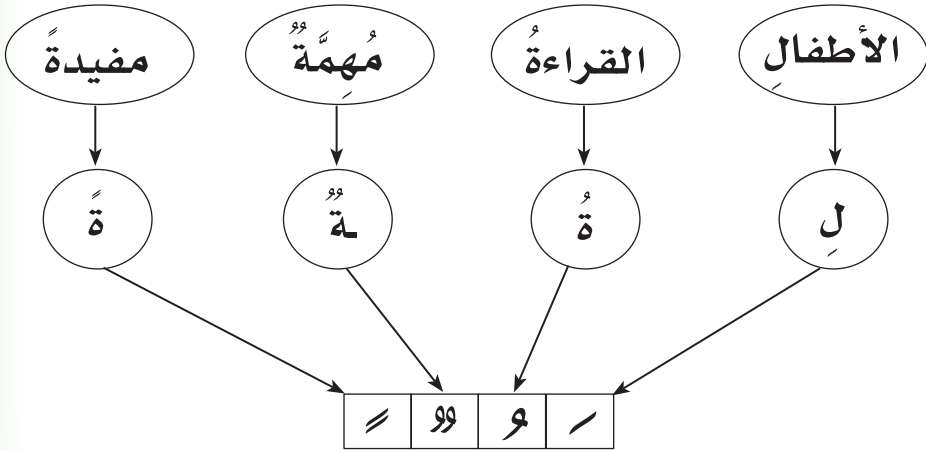 الأطفالِ القراءةُ مُهِمَّةٌ مفيدةً
لِ ةُ ـةٌ ةً
ـِ ـُ ـٌ ـً